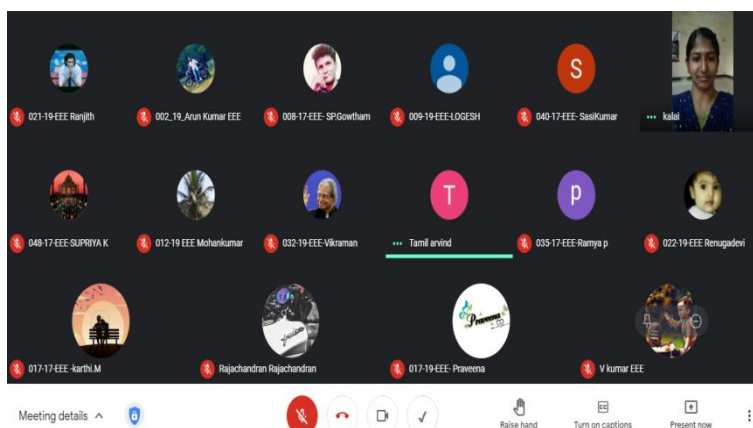 S
021-19-EEE Ranjith
002_19_Arun Kumar EEE
008-17-EEE- SP.Gowtham
009-19-EEE-LOGESH
040-17-EEE- SasiKumar
kalai
T
p
048-17-EEE-SUPRIYA K
012-19 EEE Mohankumar
032-19-EEE-Vikraman
Tamil arvind
035-17-EEE-Ramya p
022-19-EEE Renugadevi
Praveena
017-17-EEE -karthi.M
Rajachandran Rajachandran
017-19-EEE- Praveena
V kumar EEE
Meeting details
Raise hand
CC
Turn on captions
Present now